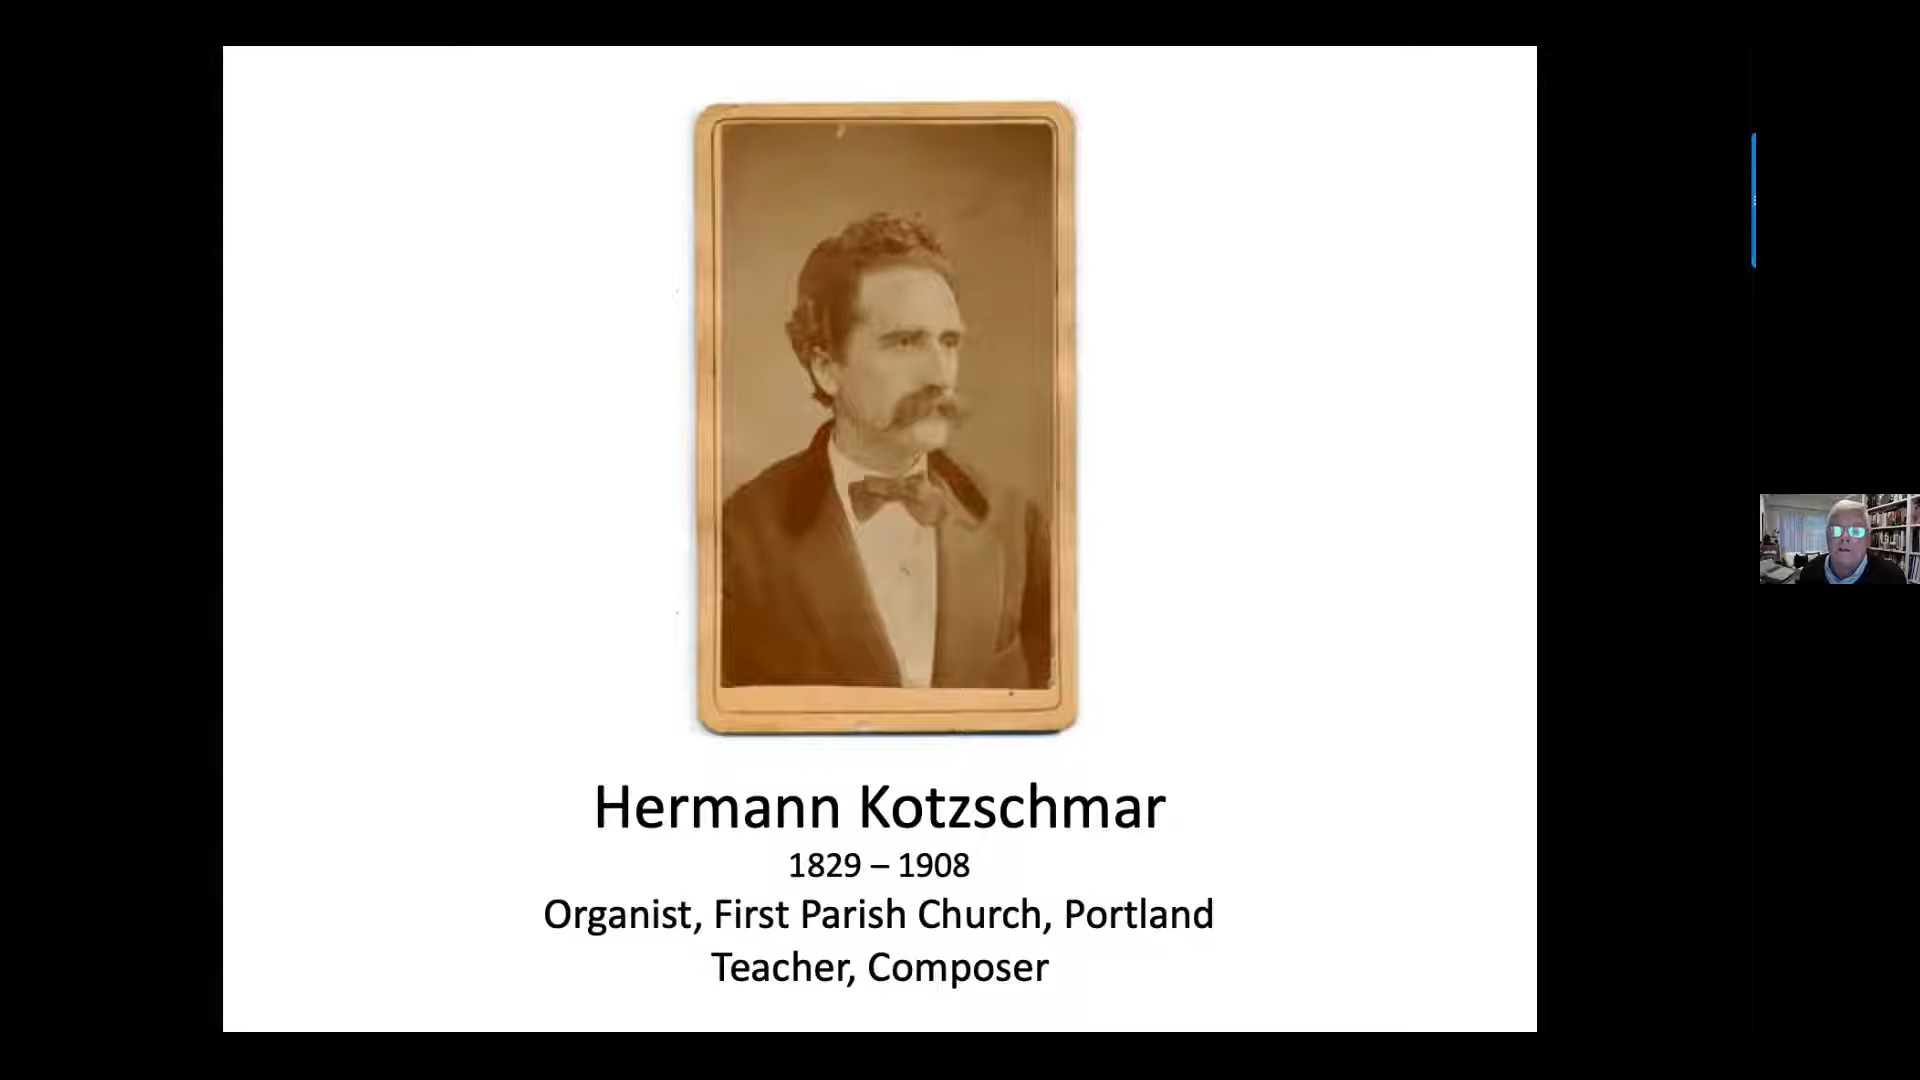 Hermann Kotzschmar
1829 – 1908
Organist, First Parish Church, Portland
Teacher, Composer